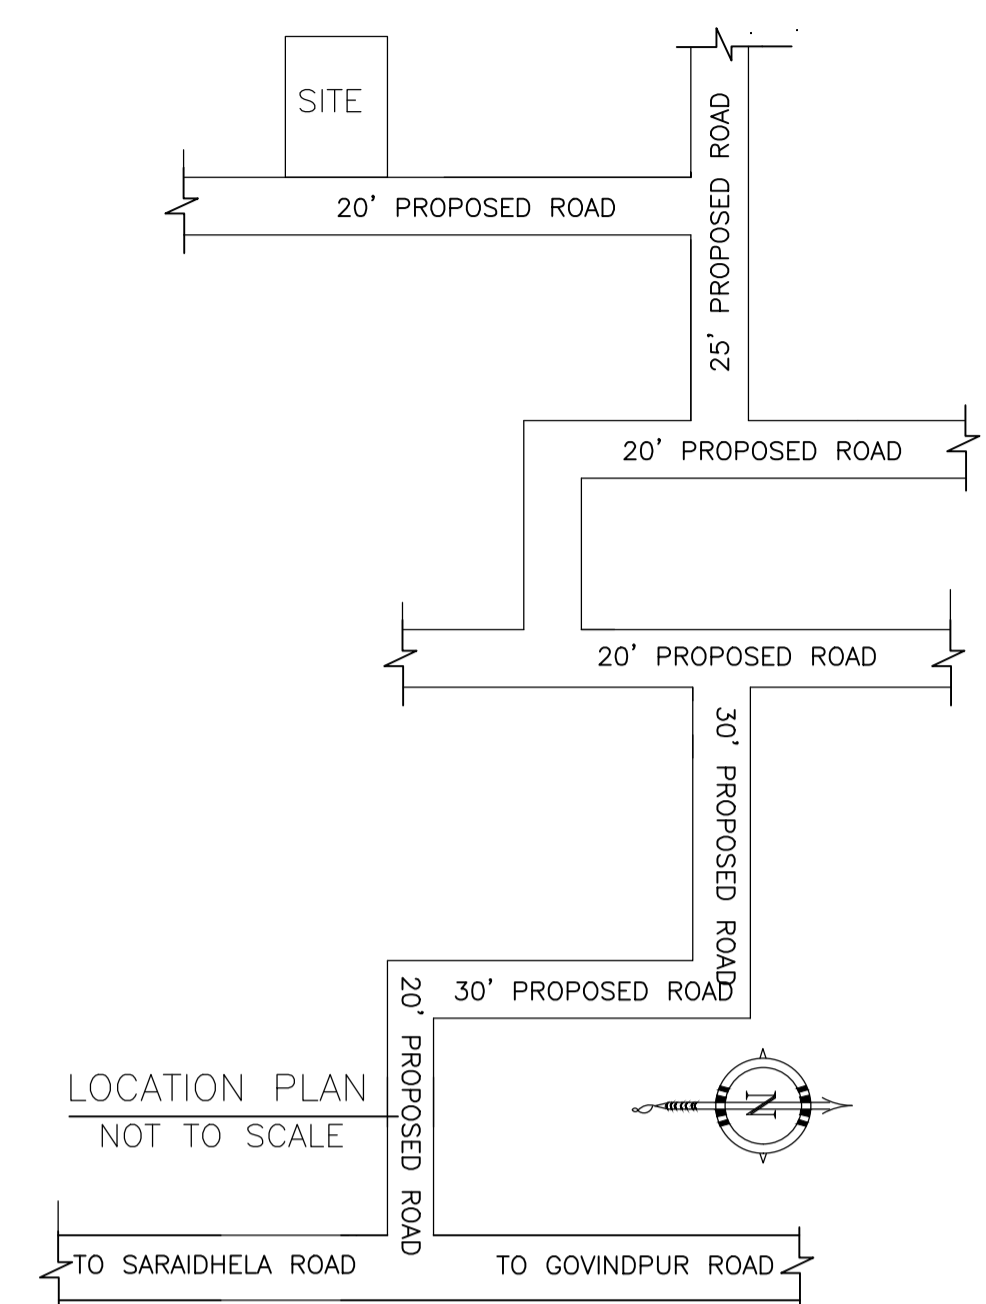 SITE
25' PROPOSED ROAD
20' PROPOSED ROAD
20' PROPOSED ROAD
20' PROPOSED ROAD
30' PROPOSED ROAD
30' PROPOSED ROAD
20' PROPOSED ROAD
LOCATION PLAN
NOT TO SCALE
N
TO SARAIDHELA ROAD
TO GOVINDPUR ROAD